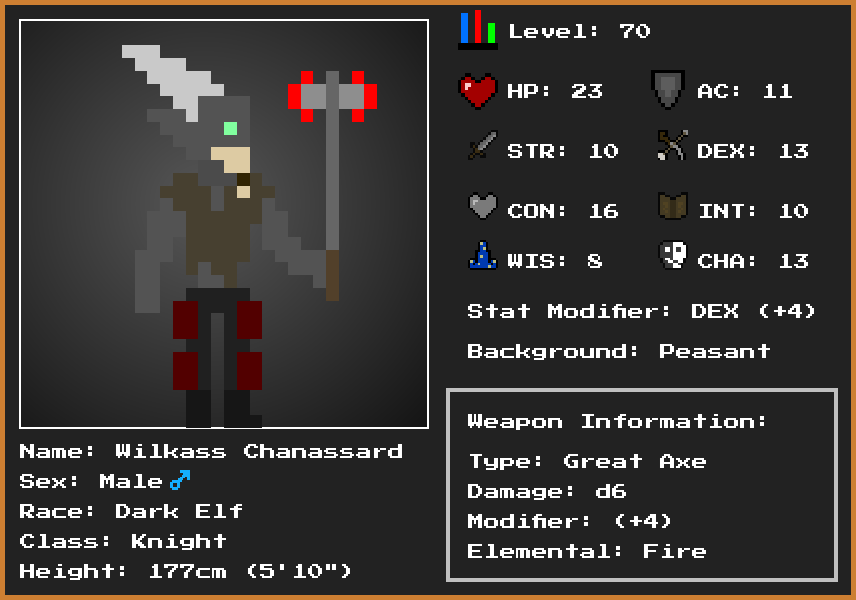 Level: 70
HP: 23
AC: 11
STR: 10
DEX: 13
CON: 16
INT: 10
WIS: 8
CHA: 13
Stat Modifier: DEX (+4)
Background: Peasant
Weapon Information:
Type: Great Axe
Damage: d6
Modifier: (+4)
Elemental: Fire
Name: Wilkass Chanassard
Sex: Male♂
Race: Dark Elf
Class: Knight
Height: 177cm (5'10")